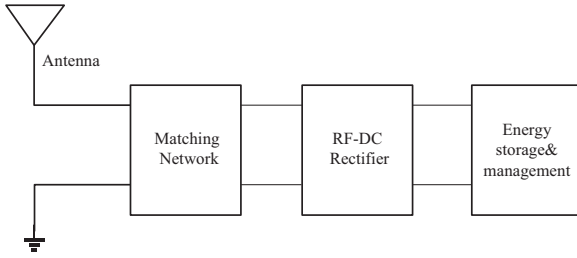 Antenna
Matching
Network
RF-DC
Rectifier
Energy
storage&
management